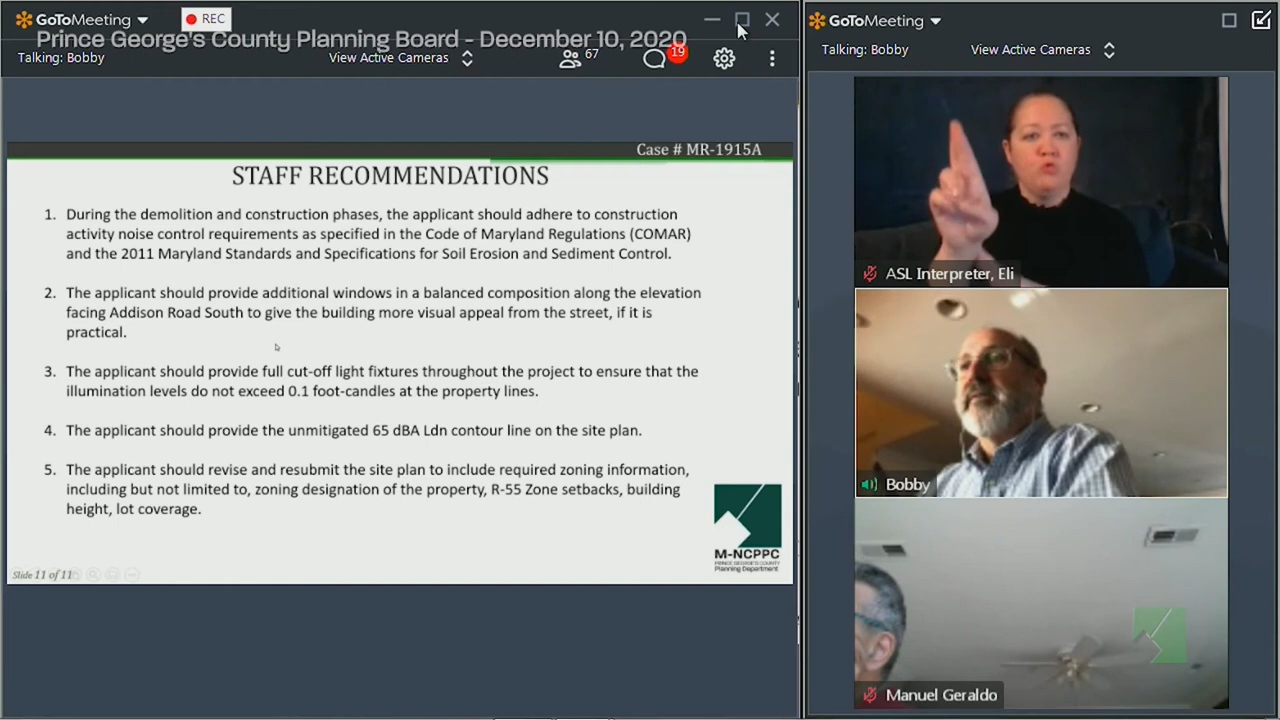 GoToMeeting
REC
Prince George's County Planning Board - December 10, 2020
Talking: Bobby
View Active Cameras
67
19
Case # MR-1915A
STAFF RECOMMENDATIONS
1. During the demolition and construction phases, the applicant should adhere to construction
activity noise control requirements as specified in the Code of Maryland Regulations (COMAR)
and the 2011 Maryland Standards and Specifications for Soil Erosion and Sediment Control.
2. The applicant should provide additional windows in a balanced composition along the elevation
facing Addison Road South to give the building more visual appeal from the street, if it is
practical.
3. The applicant should provide full cut-off light fixtures throughout the project to ensure that the
illumination levels do not exceed 0.1 foot-candles at the property lines.
4. The applicant should provide the unmitigated 65 dBA Ldn contour line on the site plan.
5. The applicant should revise and resubmit the site plan to include required zoning information,
including but not limited to, zoning designation of the property, R-55 Zone setbacks, building
height, lot coverage.
M-NCPPC
PRINCE GEORGE'S COUNTY
Planning Department
Slide 11 of 11
GoToMeeting
Talking: Bobby
View Active Cameras
ASL Interpreter, Eli
Bobby
Manuel Geraldo